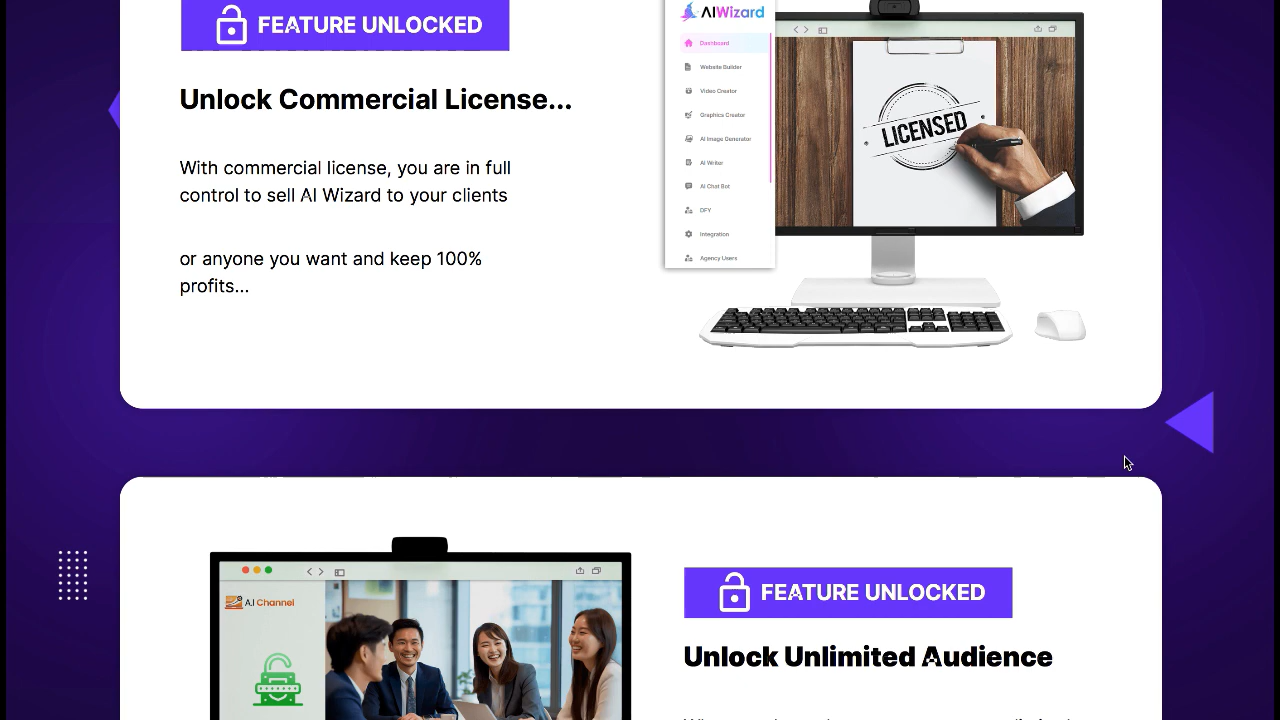 FEATURE UNLOCKED
Unlock Commercial License...
With commercial license, you are in full
control to sell AI Wizard to your clients
or anyone you want and keep 100%
profits...
AIWizard
Dashboard
Website Builder
Video Creator
Graphics Creator
AI Image Generator
AI Writer
AI Chat Bot
DFY
Integration
Agency Users
LICENSED
A.I Channel
FEATURE UNLOCKED
Unlock Unlimited Audience